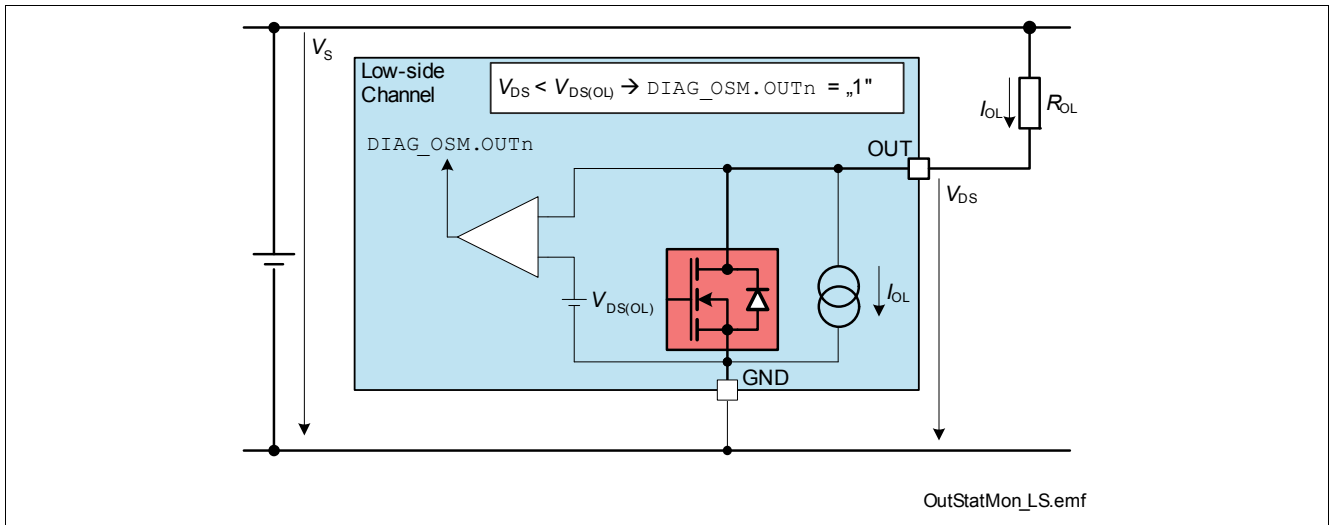 VS
Low-side
Channel
VDS < VDS(OL) → DIAG_OSM.OUTn = „1"
IOL
ROL
DIAG_OSM.OUTn
OUT
VDS
VDS(OL)
IOL
GND
OutStatMon_LS.emf